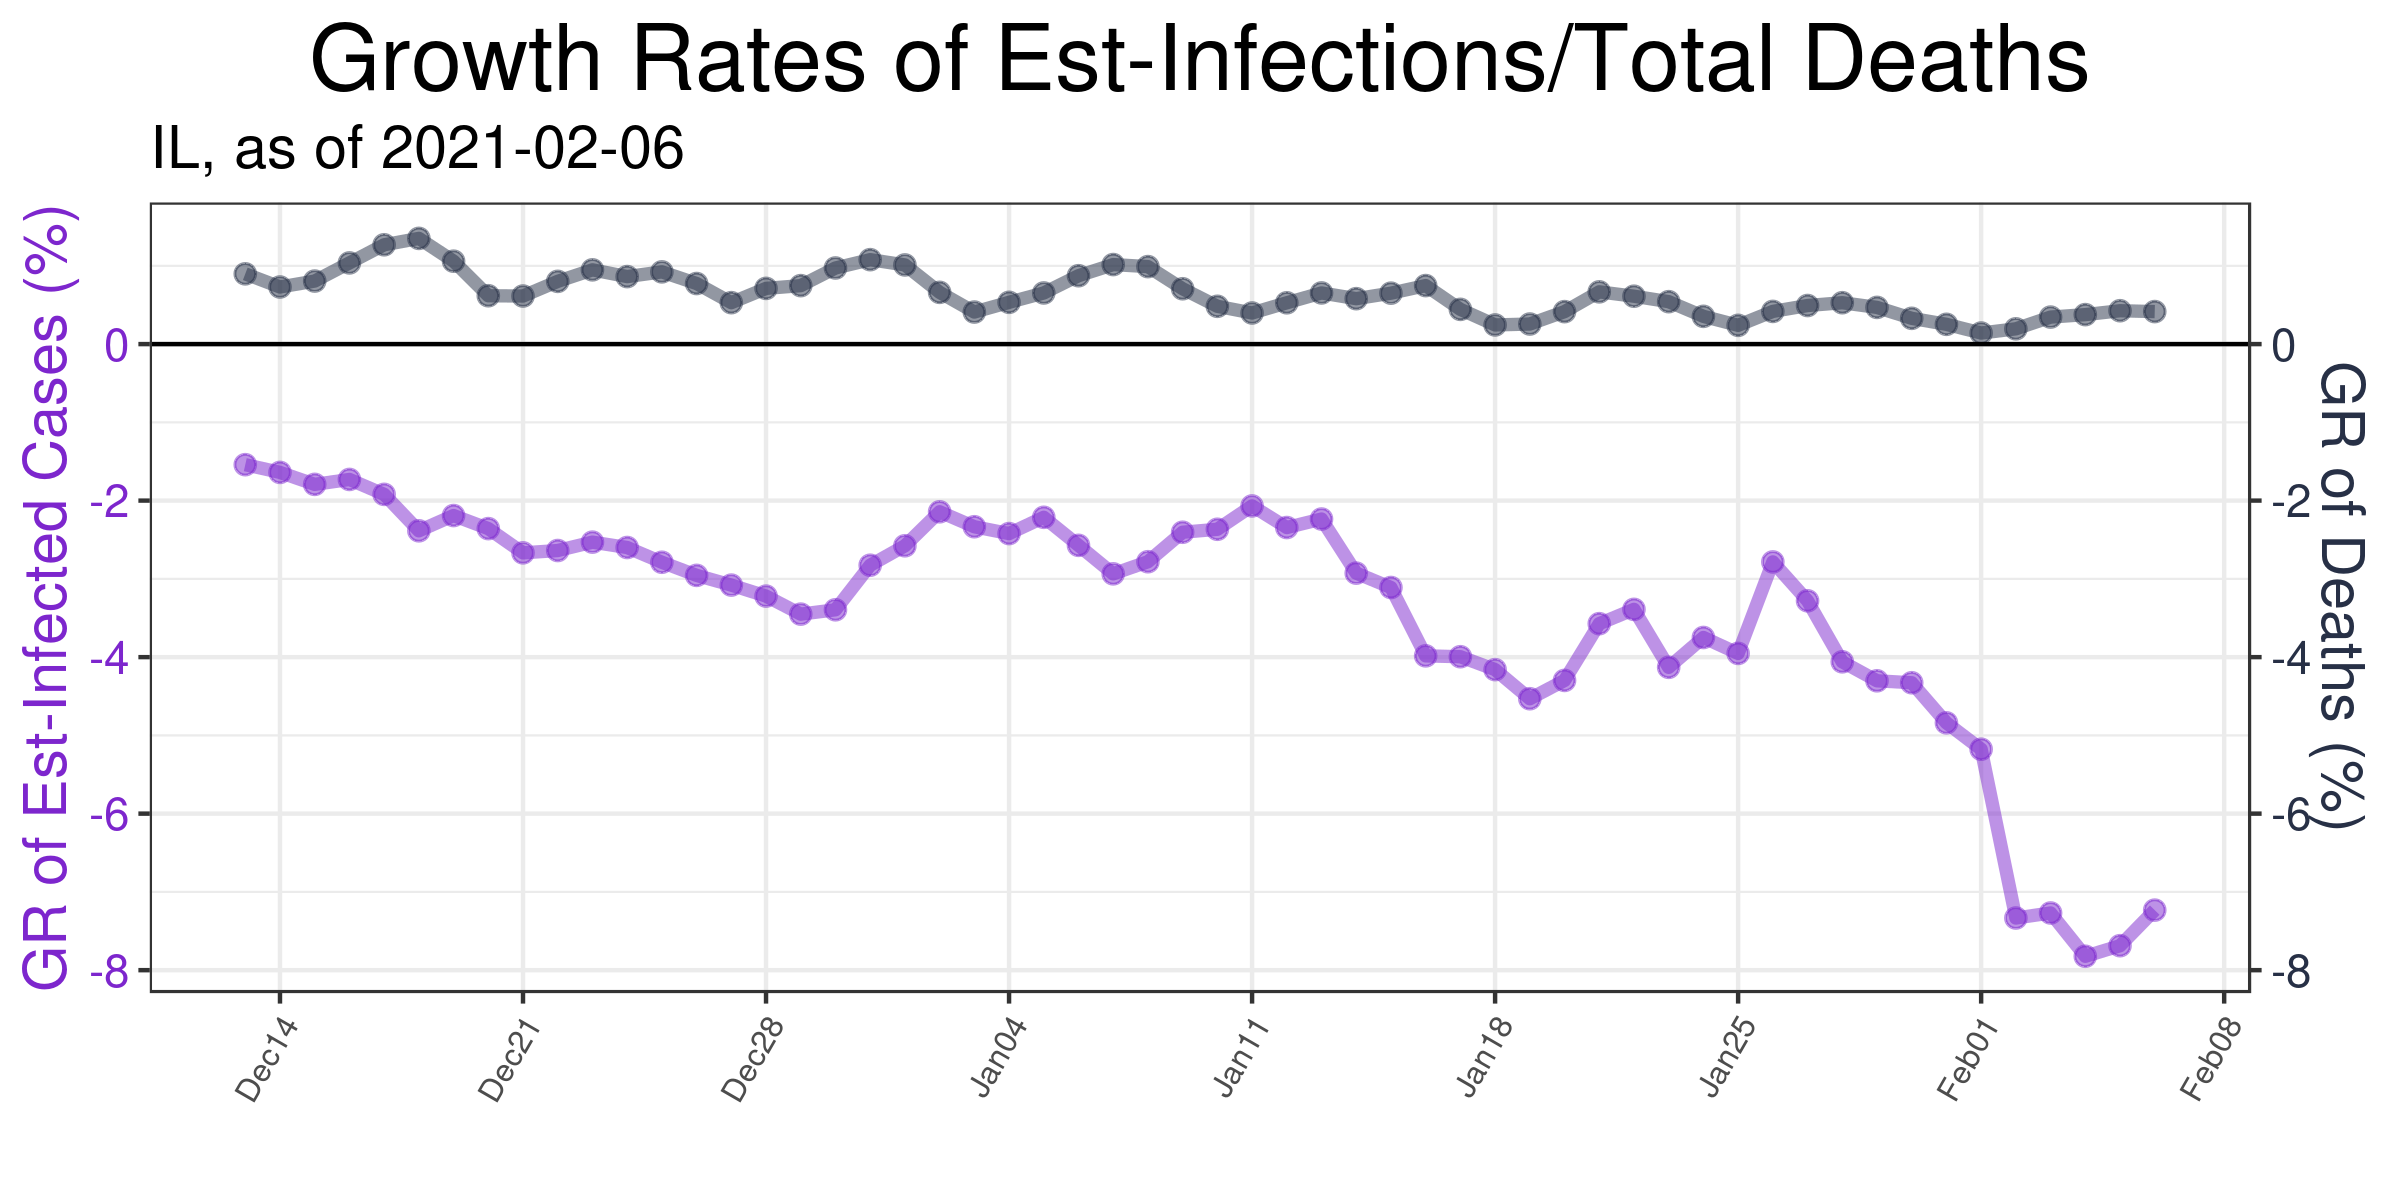 Growth Rates of Est-Infections/Total Deaths
IL, as of 2021-02-06
GR of Est-Infected Cases (%)
0
-2
-4
-6
-8
0
-2
-4
-6
-8
GR of Deaths (%)
Dec14
Dec21
Dec28
Jan04
Jan11
Jan18
Jan25
Feb01
Feb08